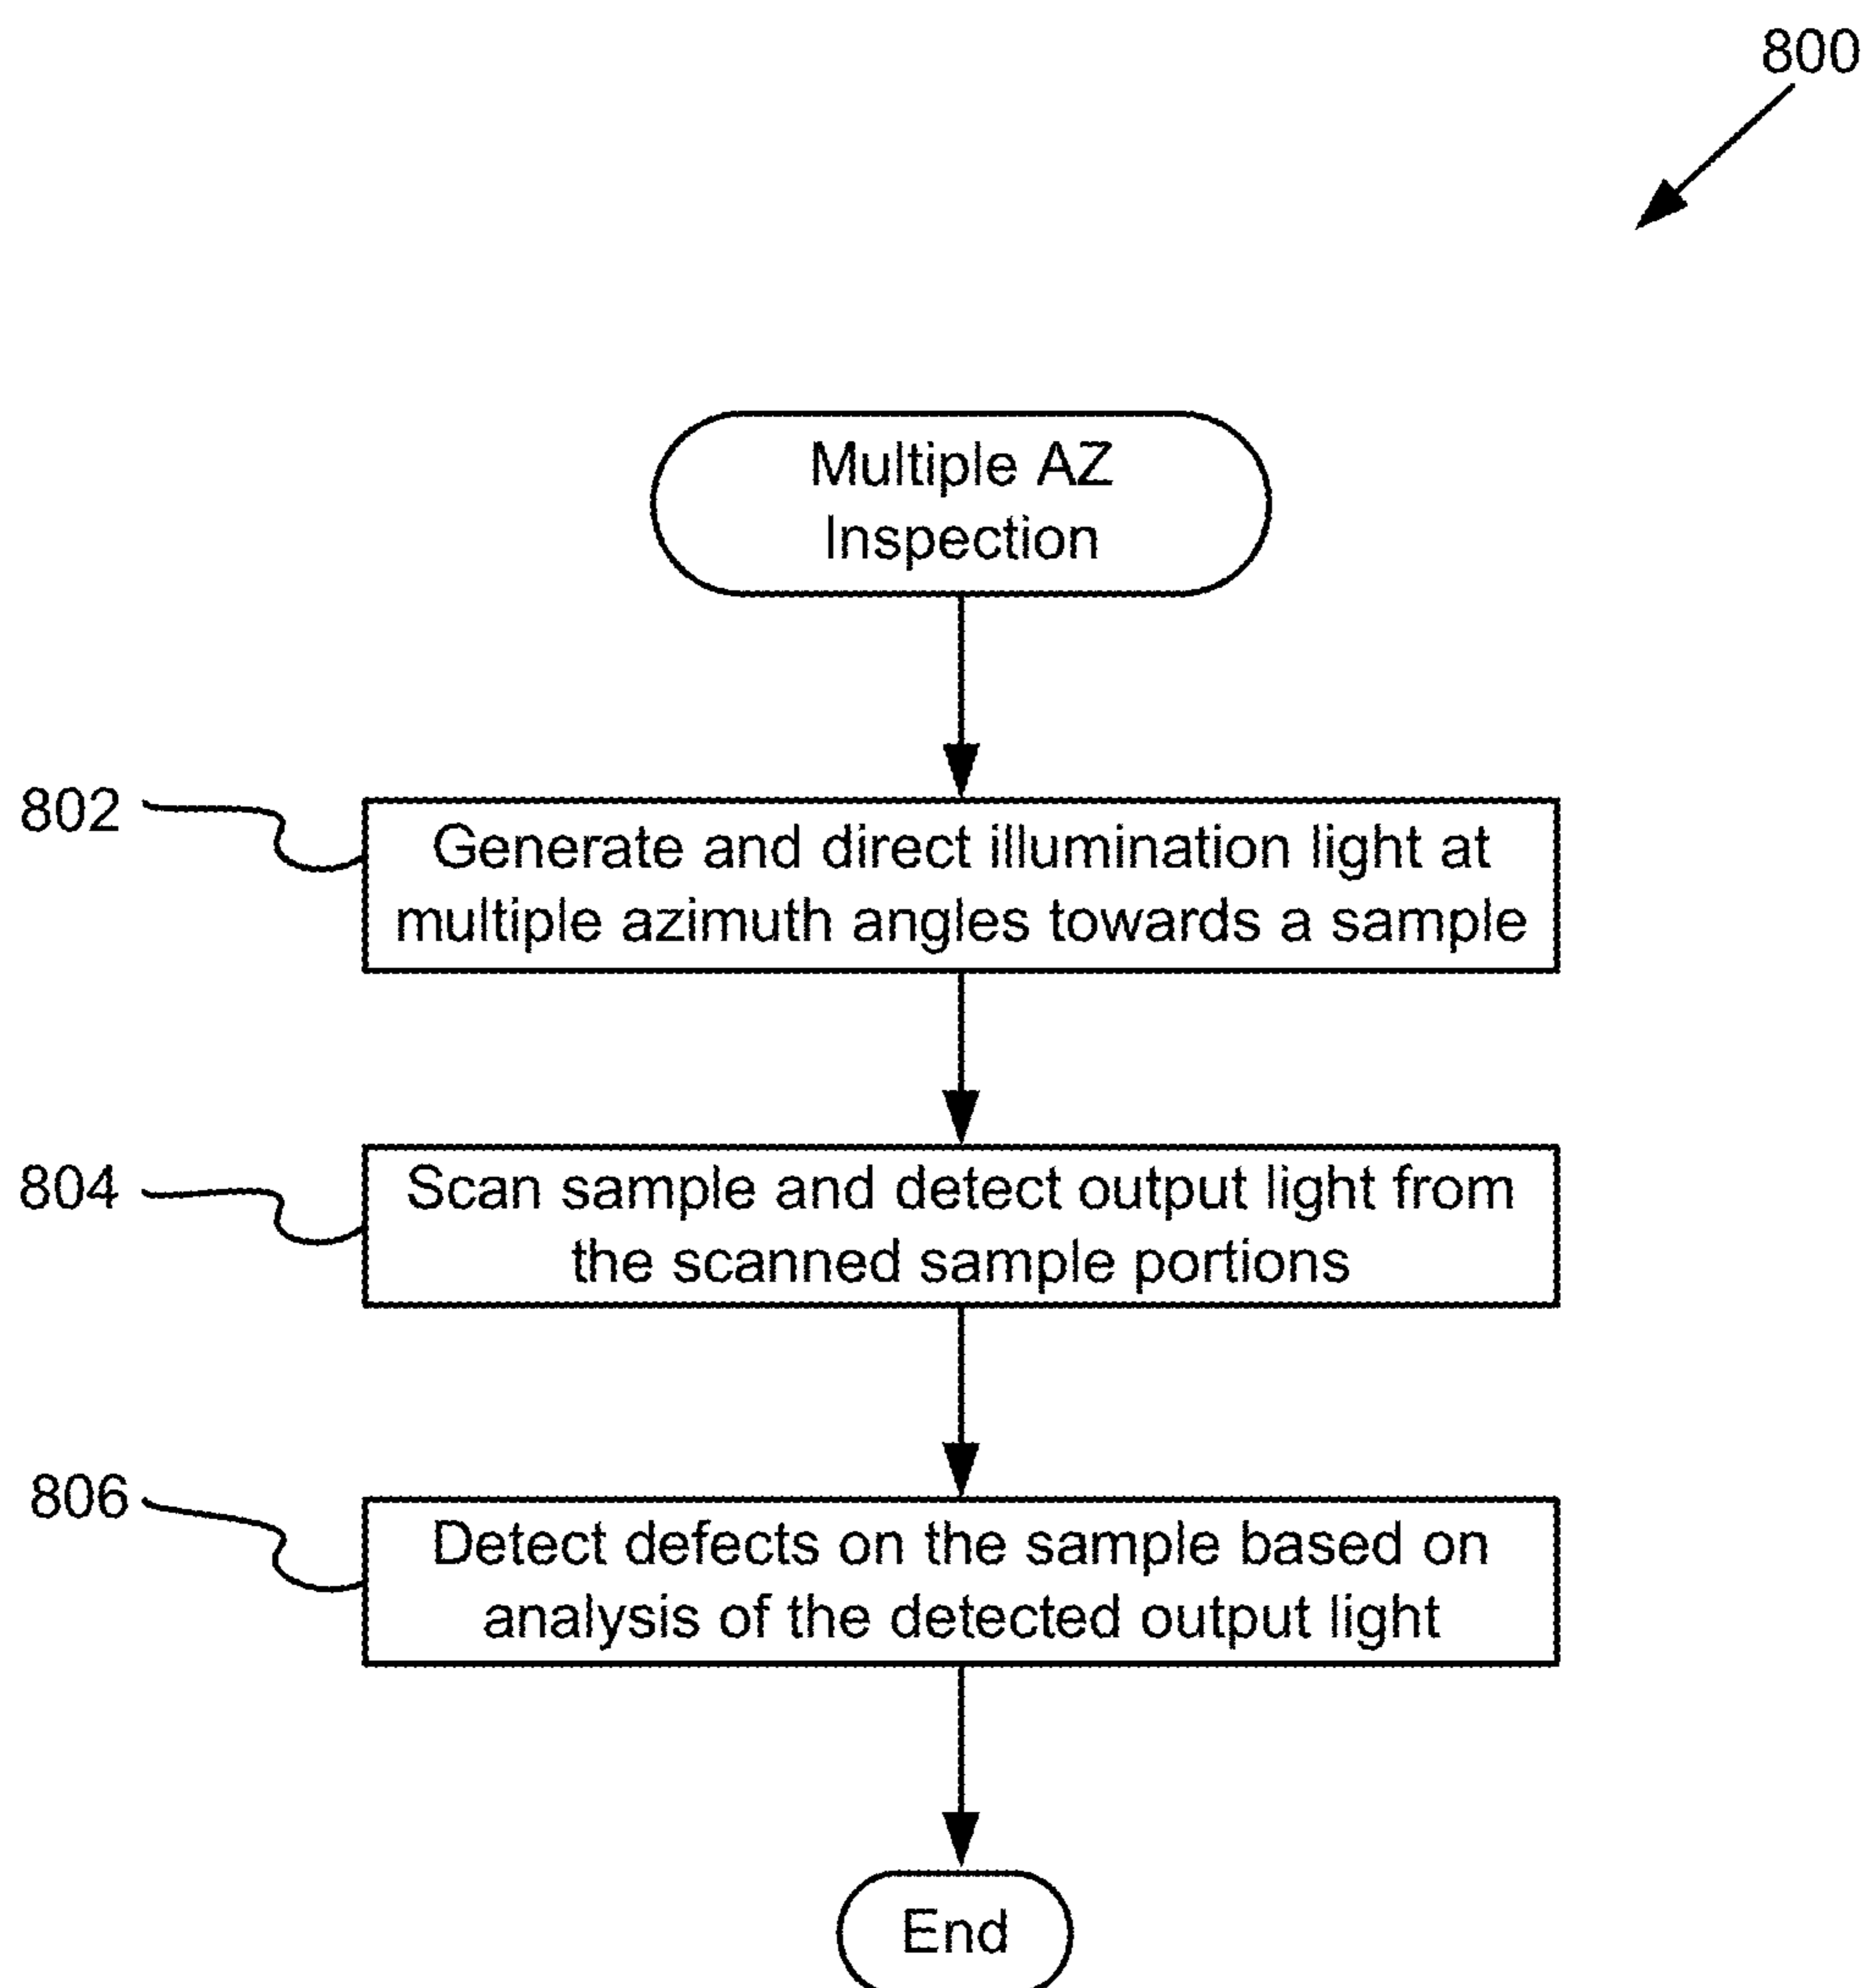 800
Multiple AZ
Inspection
802
Generate and direct illumination light at
multiple azimuth angles towards a sample
804
Scan sample and detect output light from
the scanned sample portions
806
Detect defects on the sample based on
analysis of the detected output light
End